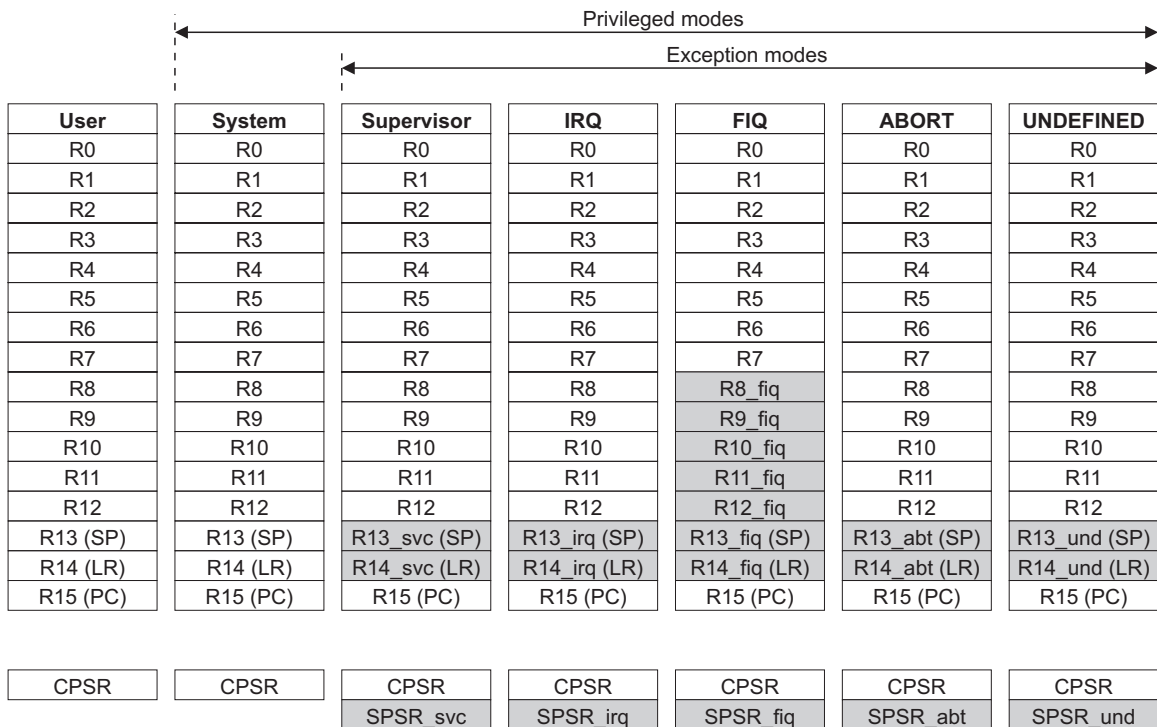 Privileged modes
Exception modes
User System Supervisor IRQ FIQ ABORT UNDEFINED
R0 R0 R0 R0 R0 R0 R0
R1 R1 R1 R1 R1 R1 R1
R2 R2 R2 R2 R2 R2 R2
R3 R3 R3 R3 R3 R3 R3
R4 R4 R4 R4 R4 R4 R4
R5 R5 R5 R5 R5 R5 R5
R6 R6 R6 R6 R6 R6 R6
R7 R7 R7 R7 R7 R7 R7
R8 R8 R8 R8 R8_fiq R8 R8
R9 R9 R9 R9 R9_fiq R9 R9
R10 R10 R10 R10 R10_fiq R10 R10
R11 R11 R11 R11 R11_fiq R11 R11
R12 R12 R12 R12 R12_fiq R12 R12
R13 (SP) R13 (SP) R13_svc (SP) R13_irq (SP) R13_fiq (SP) R13_abt (SP) R13_und (SP)
R14 (LR) R14 (LR) R14_svc (LR) R14_irq (LR) R14_fiq (LR) R14_abt (LR) R14_und (LR)
R15 (PC) R15 (PC) R15 (PC) R15 (PC) R15 (PC) R15 (PC) R15 (PC)
CPSR CPSR CPSR CPSR CPSR CPSR CPSR
SPSR_svc SPSR_irq SPSR_fiq SPSR_abt SPSR_und